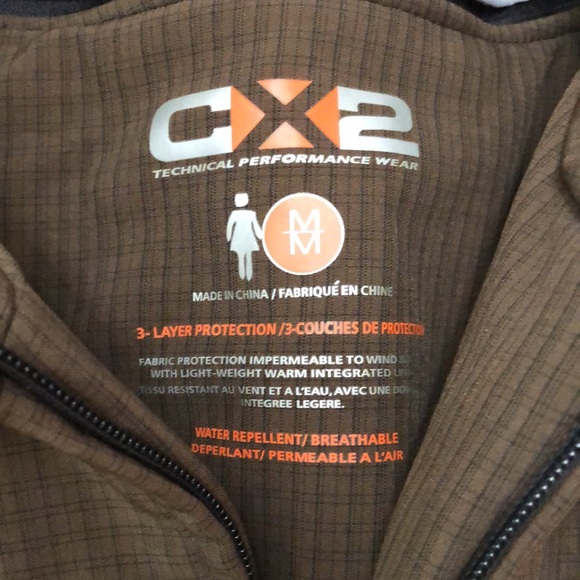 CX2
TECHNICAL PERFORMANCE WEAR
M
M
MADE IN CHINA / FABRIQUÉ EN CHINE
3- LAYER PROTECTION /3-COUCHES DE PROTECTION
FABRIC PROTECTION IMPERMEABLE TO WIND &
WITH LIGHT-WEIGHT WARM INTEGRATED
TISSU RESISTANT AU VENT ET A L'EAU, AVEC UNE
INTEGREE LEGERE.
WATER REPELLENT/ BREATHABLE
DEPERLANT/ PERMEABLE A L'AIR